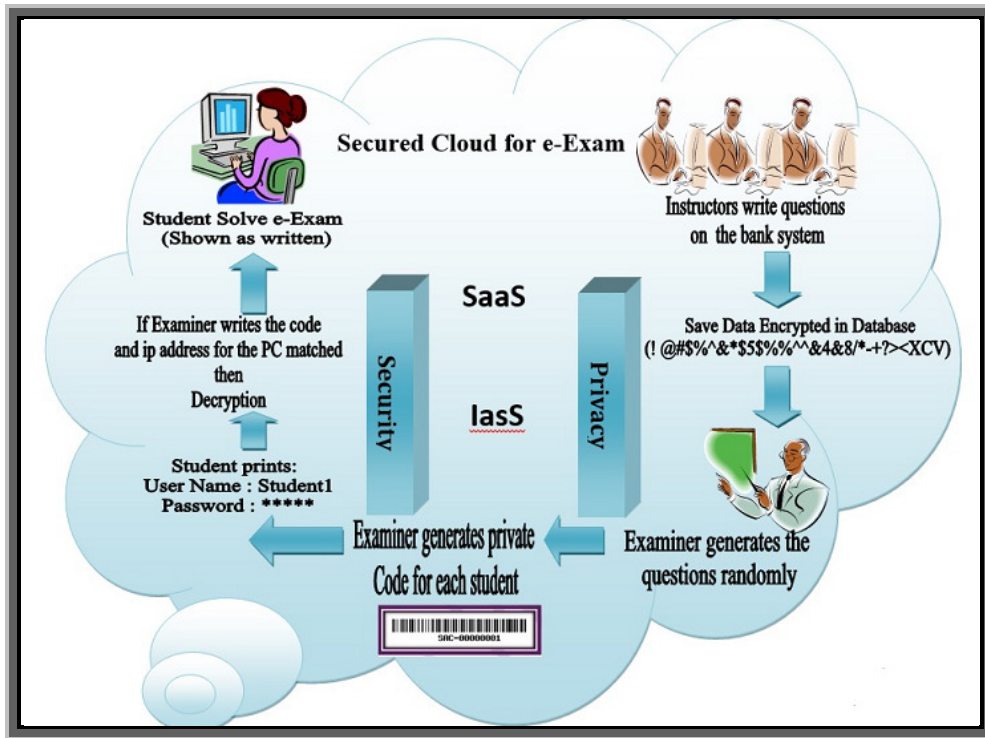 Secured Cloud for e-Exam
Instructors write questions
on the bank system
Save Data Encrypted in Database
(! @#$%^&*$5$%%^^&4&8/*-+?><XCV)
Examiner generates the
questions randomly
Examiner generates private
Code for each student
SAC-00000001
Student prints:
User Name : Student1
Password : *****
If Examiner writes the code
and ip address for the PC matched
then
Decryption
Student Solve e-Exam
(Shown as written)
Security
SaaS
IasS
Privacy